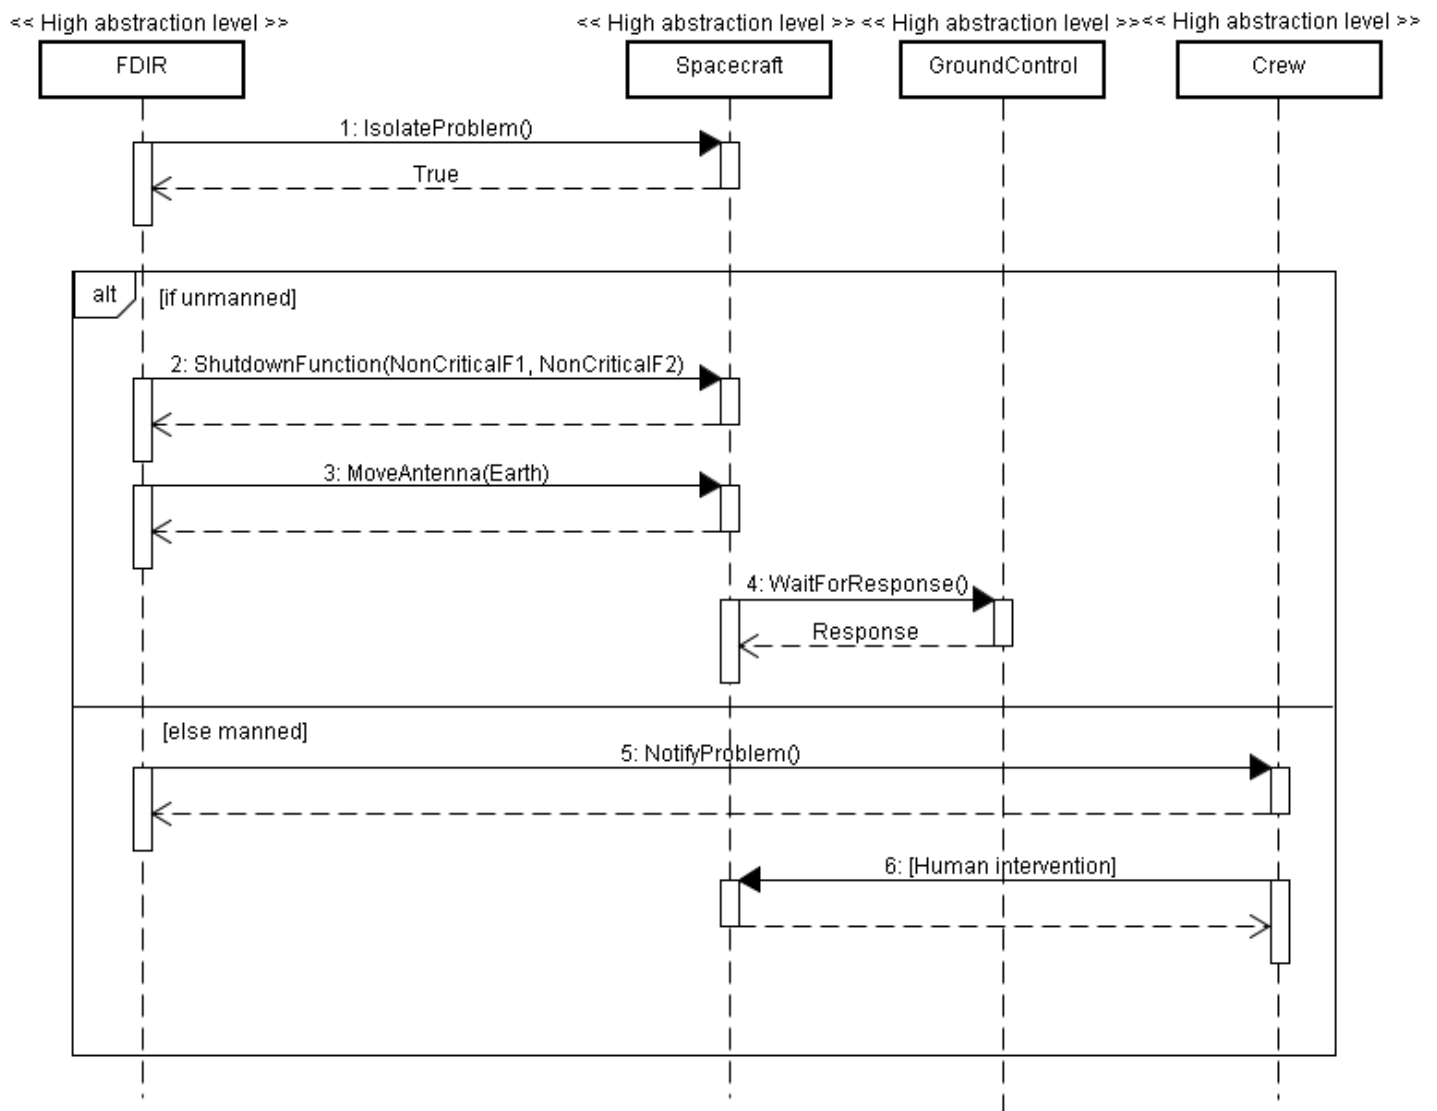 << High abstraction level >> << High abstraction level >> << High abstraction level >> << High abstraction level >>
FDIR Spacecraft GroundControl Crew
1: IsolateProblem()
True
alt [if unmanned]
2: ShutdownFunction(NonCriticalF1, NonCriticalF2)
3: MoveAntenna(Earth)
4: WaitForResponse()
Response
[else manned]
5: NotifyProblem()
6: [Human intervention]